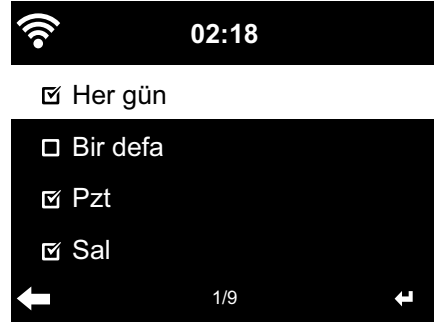 02:18
Her gün
Bir defa
Pzt
Sal
1/9